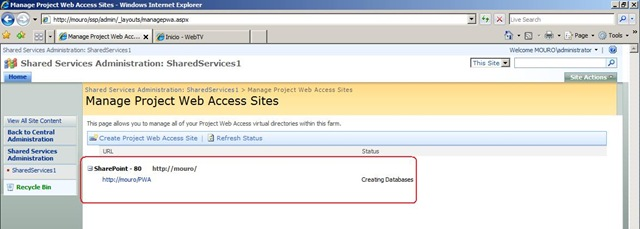 Manage Project Web Access Sites - Windows Internet Explorer
http://mouro/ssp/admin/_layouts/managepwa.aspx
Live Search
Manage Project Web Acc...
Inicio - WebTV
Page
Tools
Shared Services Administration: SharedServices1
Welcome MOURO\administrator
Shared Services Administration: SharedServices1
This Site
Home
Site Actions
Shared Services Administration: SharedServices1 > Manage Project Web Access Sites
Manage Project Web Access Sites
View All Site Content
Back to Central
Administration
Shared Services
Administration
SharedServices1
Recycle Bin
This page allows you to manage all of your Project Web Access virtual directories within this farm.
Create Project Web Access Site
Refresh Status
URL
Status
SharePoint - 80 http://mouro/
http://mouro/PWA
Creating Databases